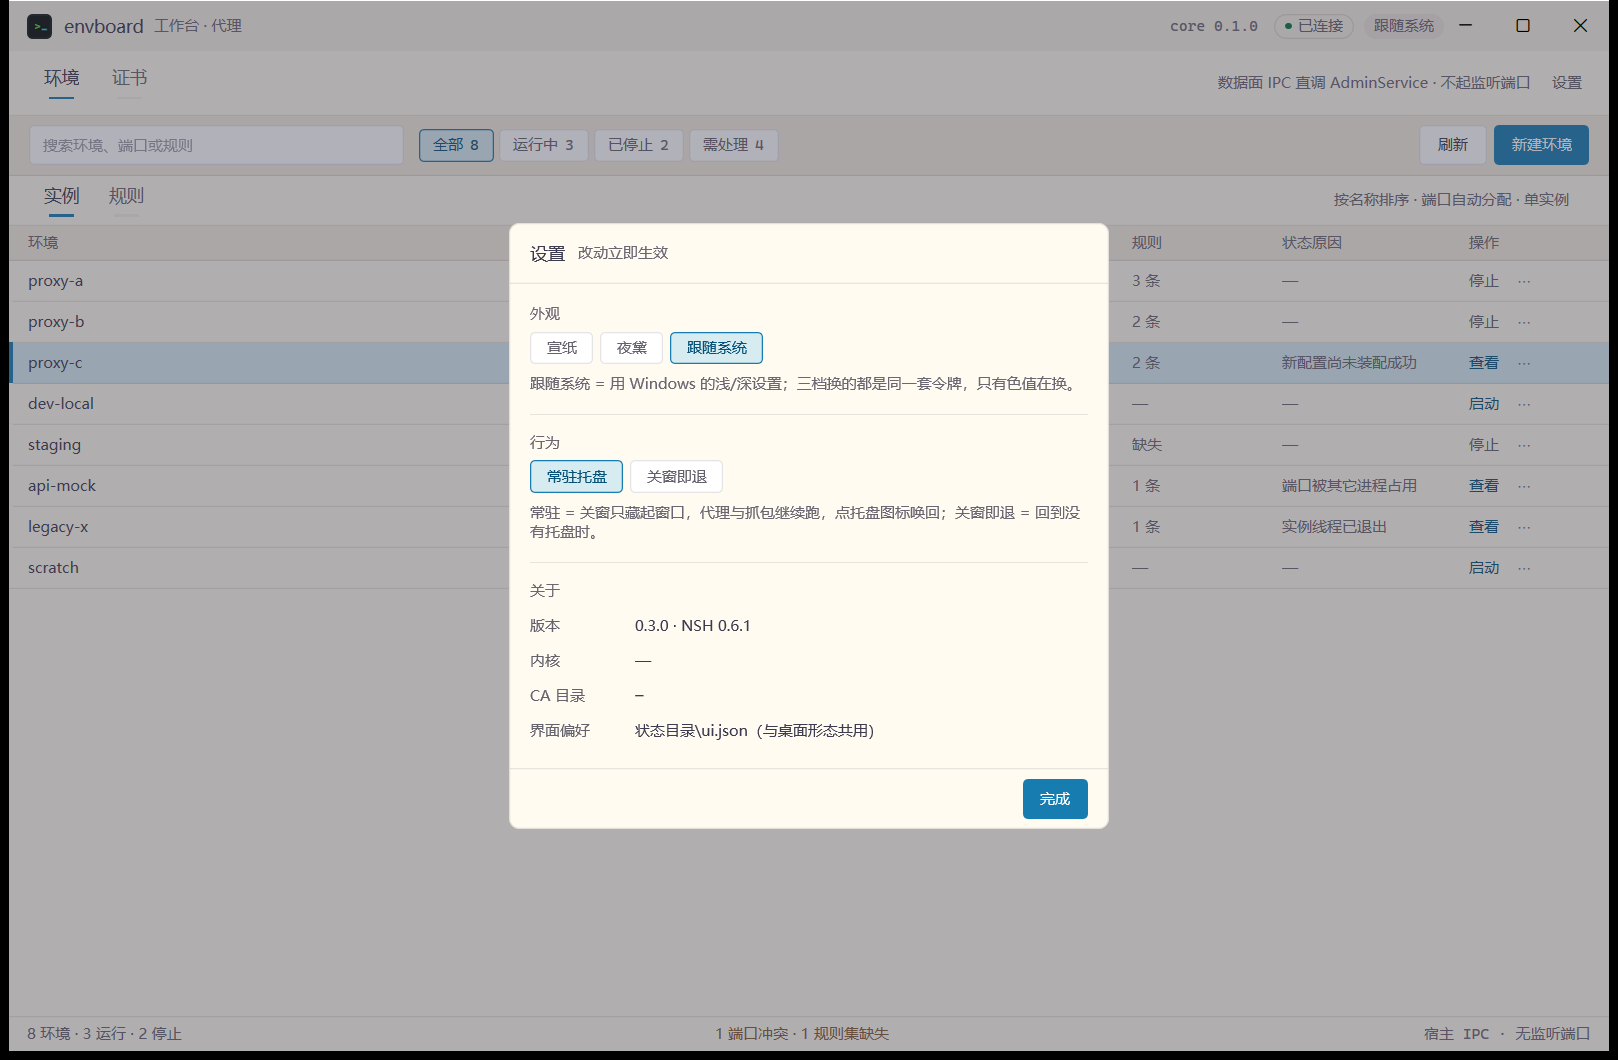 envboard 工作台 · 代理
core 0.1.0 已连接 跟随系统
环境 证书
数据面 IPC 直调 AdminService · 不起监听端口 设置
搜索环境、端口或规则 全部 8 运行中 3 已停止 2 需处理 4 刷新 新建环境
实例 规则
按名称排序 · 端口自动分配 · 单实例
环境 规则 状态原因 操作
proxy-a 3 条 — 停止 ···
proxy-b 2 条 — 停止 ···
proxy-c 2 条 新配置尚未装配成功 查看 ···
dev-local — — 启动 ···
staging 缺失 — 停止 ···
api-mock 1 条 端口被其它进程占用 查看 ···
legacy-x 1 条 实例线程已退出 查看 ···
scratch — — 启动 ···
设置 改动立即生效
外观
宣纸 夜黛 跟随系统
跟随系统 = 用 Windows 的浅/深设置；三档换的都是同一套令牌，只有色值在换。
行为
常驻托盘 关窗即退
常驻 = 关窗只藏起窗口，代理与抓包继续跑，点托盘图标唤回；关窗即退 = 回到没
有托盘时。
关于
版本 0.3.0 · NSH 0.6.1
内核 —
CA 目录 –
界面偏好 状态目录\ui.json（与桌面形态共用）
完成
8 环境 · 3 运行 · 2 停止
1 端口冲突 · 1 规则集缺失
宿主 IPC · 无监听端口